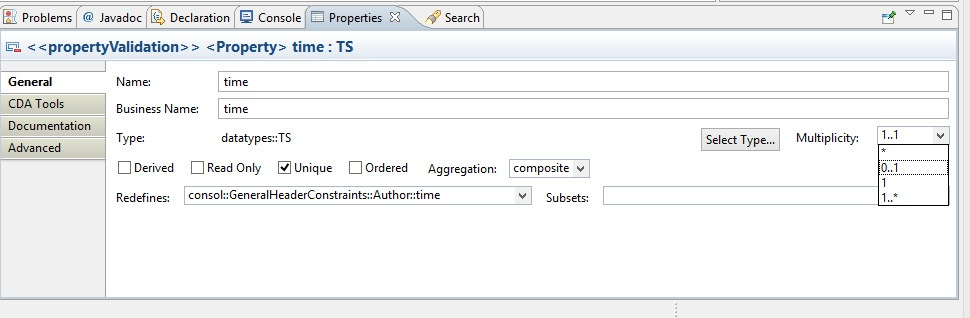 Problems @ Javadoc Declaration Console Properties Search
<<propertyValidation>> <Property> time : TS
General
CDA Tools
Documentation
Advanced
Name: time
Business Name: time
Type: datatypes::TS Select Type... Multiplicity: 1..1
*
0..1
1
1..*
Derived Read Only Unique Ordered Aggregation: composite
Redefines: consol::GeneralHeaderConstraints::Author::time Subsets: